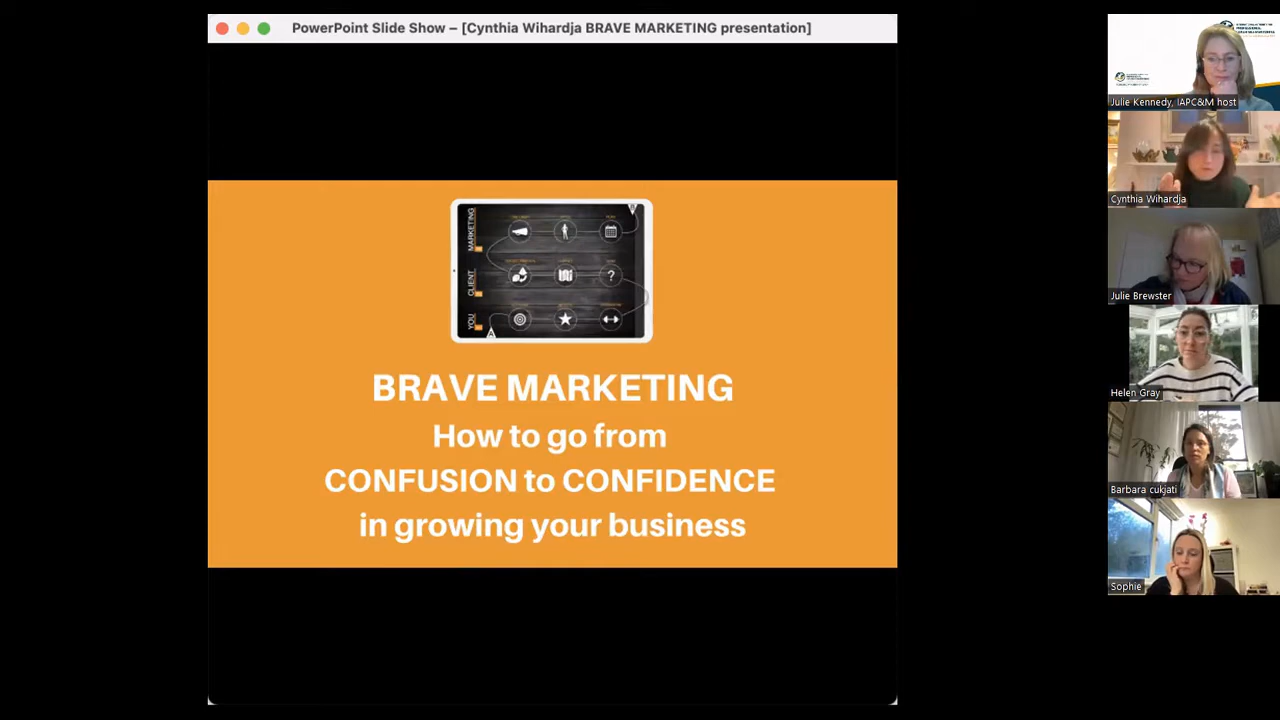 PowerPoint Slide Show – [Cynthia Wihardja BRAVE MARKETING presentation]
MARKETING
CLIENT
YOU
A
B
?
BRAVE MARKETING
How to go from
CONFUSION to CONFIDENCE
in growing your business
Julie Kennedy, IAPC&M host
Cynthia Wihardja
Julie Brewster
Helen Gray
Barbara cukjati
Sophie